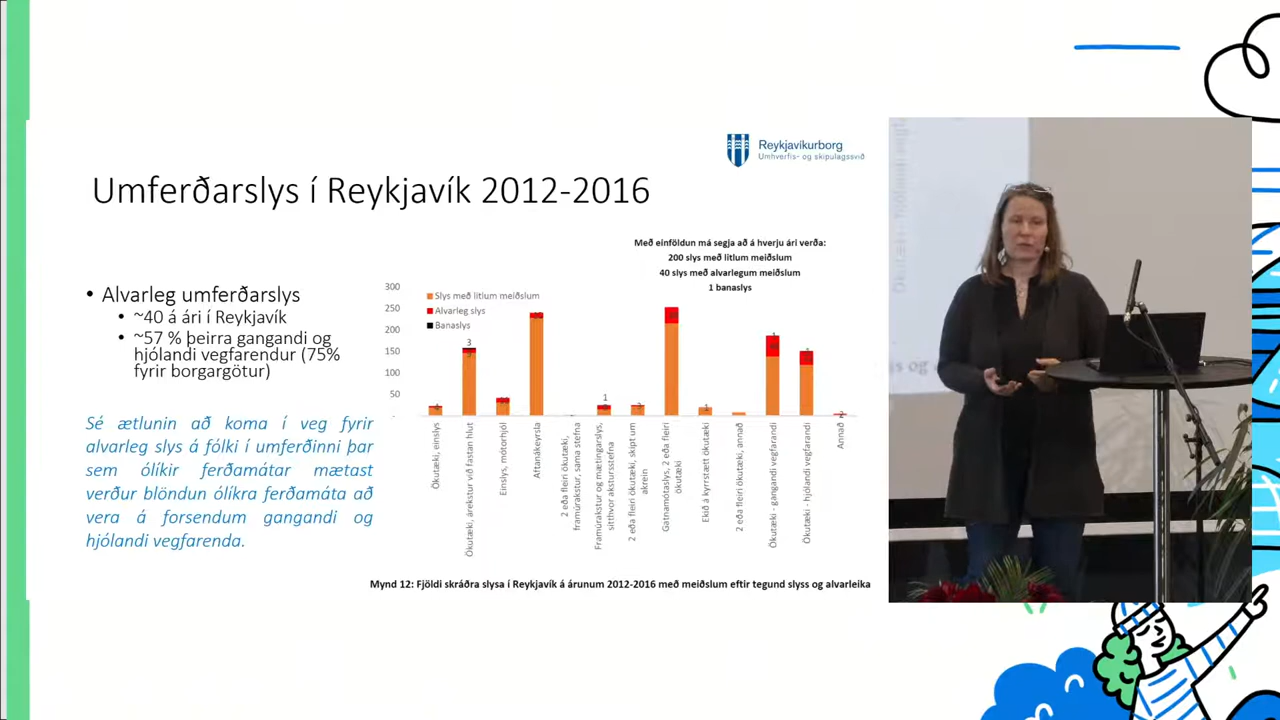 Reykjavíkurborg
Umhverfis- og skipulagssvið
Umferðarslys í Reykjavík 2012-2016
• Alvarleg umferðarslys
• ~40 á ári í Reykjavík
• ~57 % þeirra gangandi og
hjólandi vegfarendur (75%
fyrir borgargötur)
Sé ætlunin að koma í veg fyrir
alvarleg slys á fólki í umferðinni þar
sem ólíkir ferðamátar mætast
verður blöndun ólíkra ferðamáta að
vera á forsendum gangandi og
hjólandi vegfarenda.
Með einföldun má segja að á hverju ári verða:
200 slys með litlum meiðslum
40 slys með alvarlegum meiðslum
1 banaslys
Slys með litlum meiðslum
Alvarleg slys
Banaslys
300
250
200
150
100
50
-
3
1
Ökutæki, einslys
Ökutæki, árekstur við fastan hlut
Einslys, mótorhjól
Aftanákeyrsla
2 eða fleiri ökutæki,
framúrakstur, sama stefna
Framúrakstur og mætingarslys,
sitthvor akstursstefna
2 eða fleiri ökutæki, skipt um
akrein
Gatnamótaslys, 2 eða fleiri
ökutæki
Ekið á kyrrstætt ökutæki
2 eða fleiri ökutæki, annað
Ökutæki - gangandi vegfarandi
Ökutæki - hjólandi vegfarandi
Annað
Mynd 12: Fjöldi skráðra slysa í Reykjavík á árunum 2012-2016 með meiðslum eftir tegund slyss og alvarleika